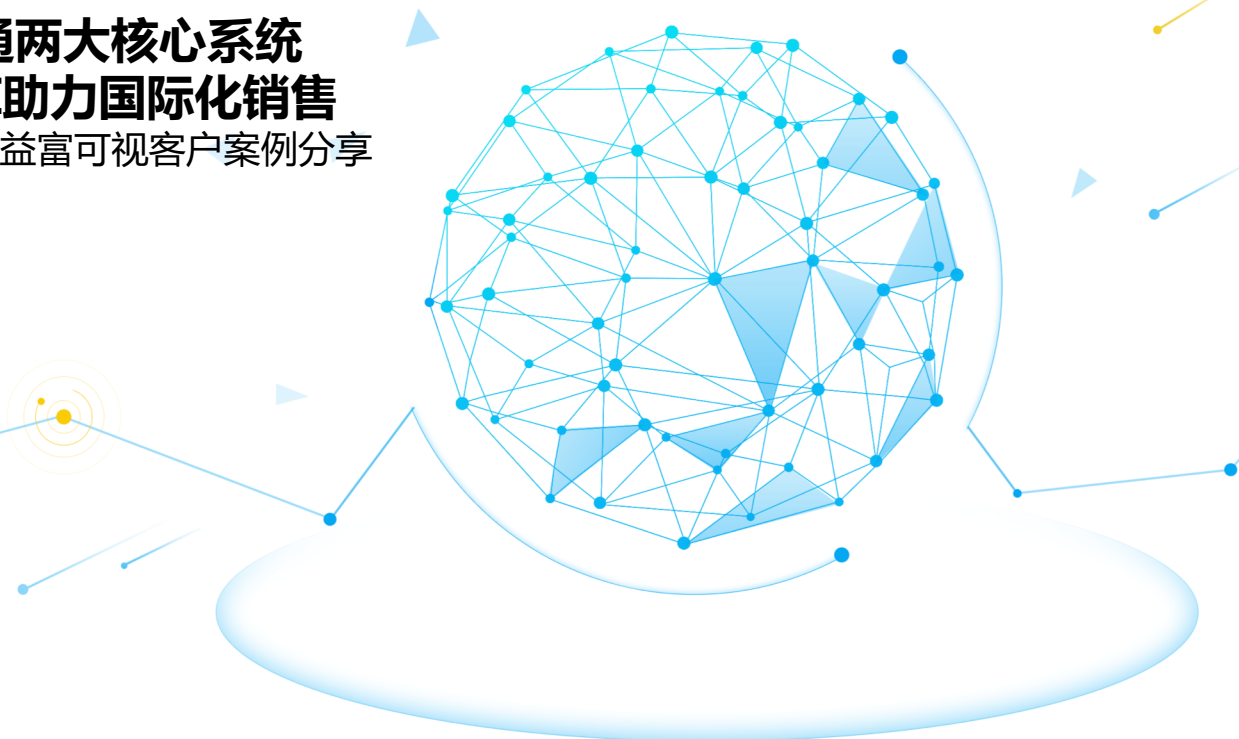 通两大核心系统
助力国际化销售
益富可视客户案例分享